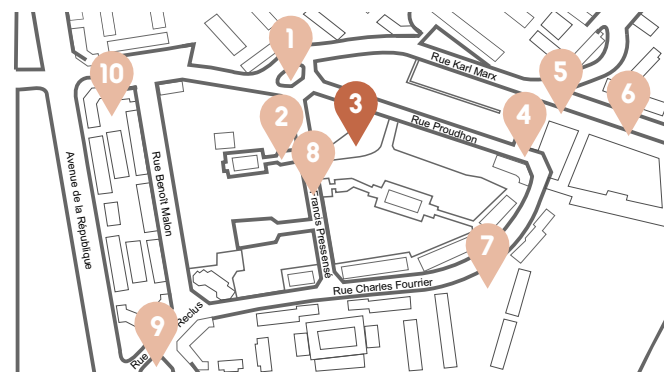 1
Rue Karl Marx
5
10
6
3
2
Rue Proudhon
4
8
Avenue de la République
Rue Benoît Malon
Francis Pressensé
7
Rue Charles Fourrier
9
Rue
Reclus